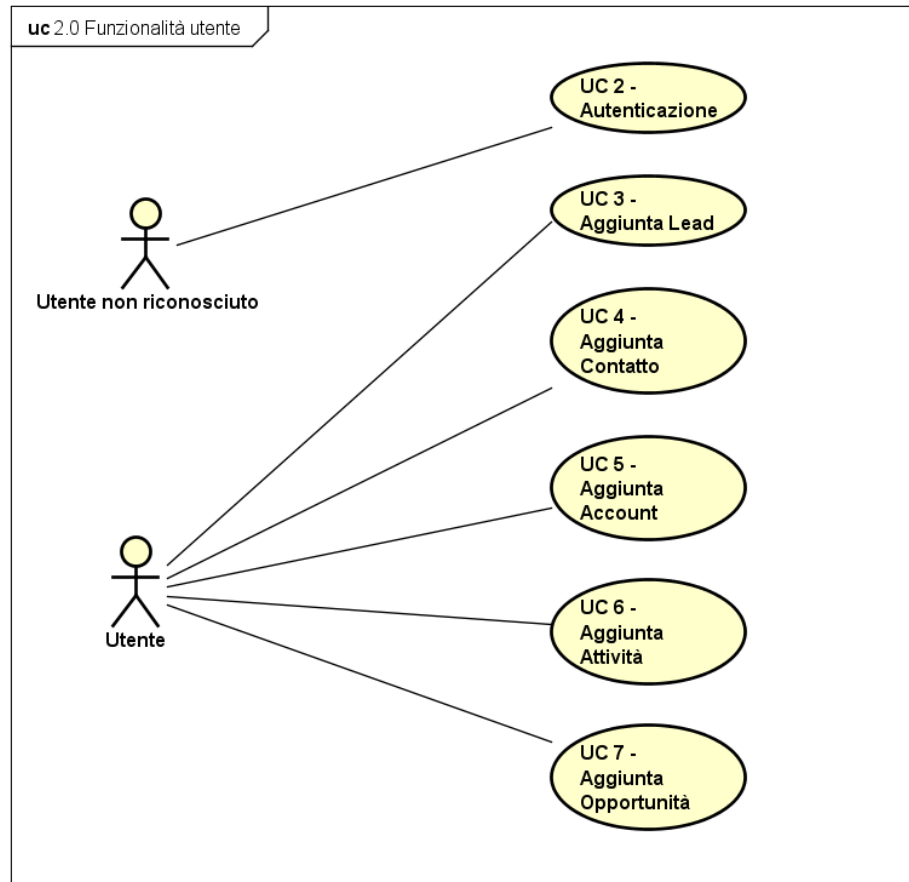 uc 2.0 Funzionalità utente
UC 2 -
Autenticazione
UC 3 -
Aggiunta Lead
Utente non riconosciuto
UC 4 -
Aggiunta
Contatto
UC 5 -
Aggiunta
Account
Utente
UC 6 -
Aggiunta
Attività
UC 7 -
Aggiunta
Opportunità